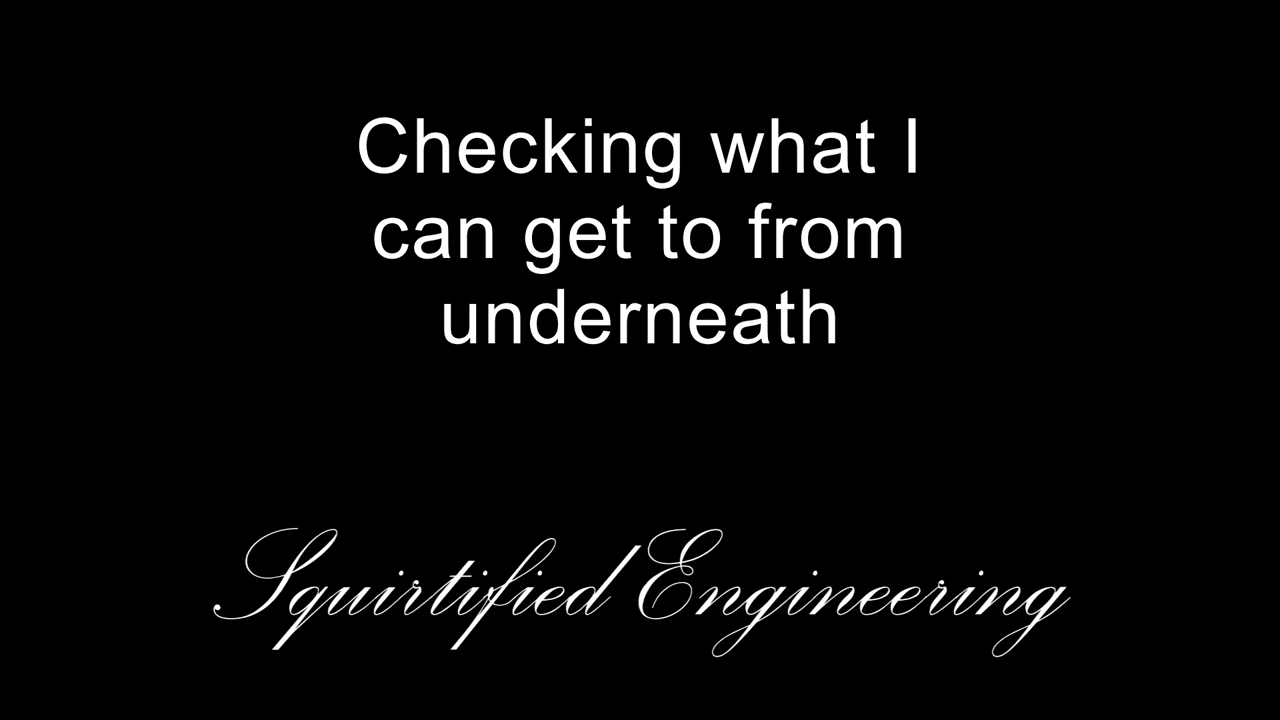 Checking what I
can get to from
underneath
Squirtified Engineering